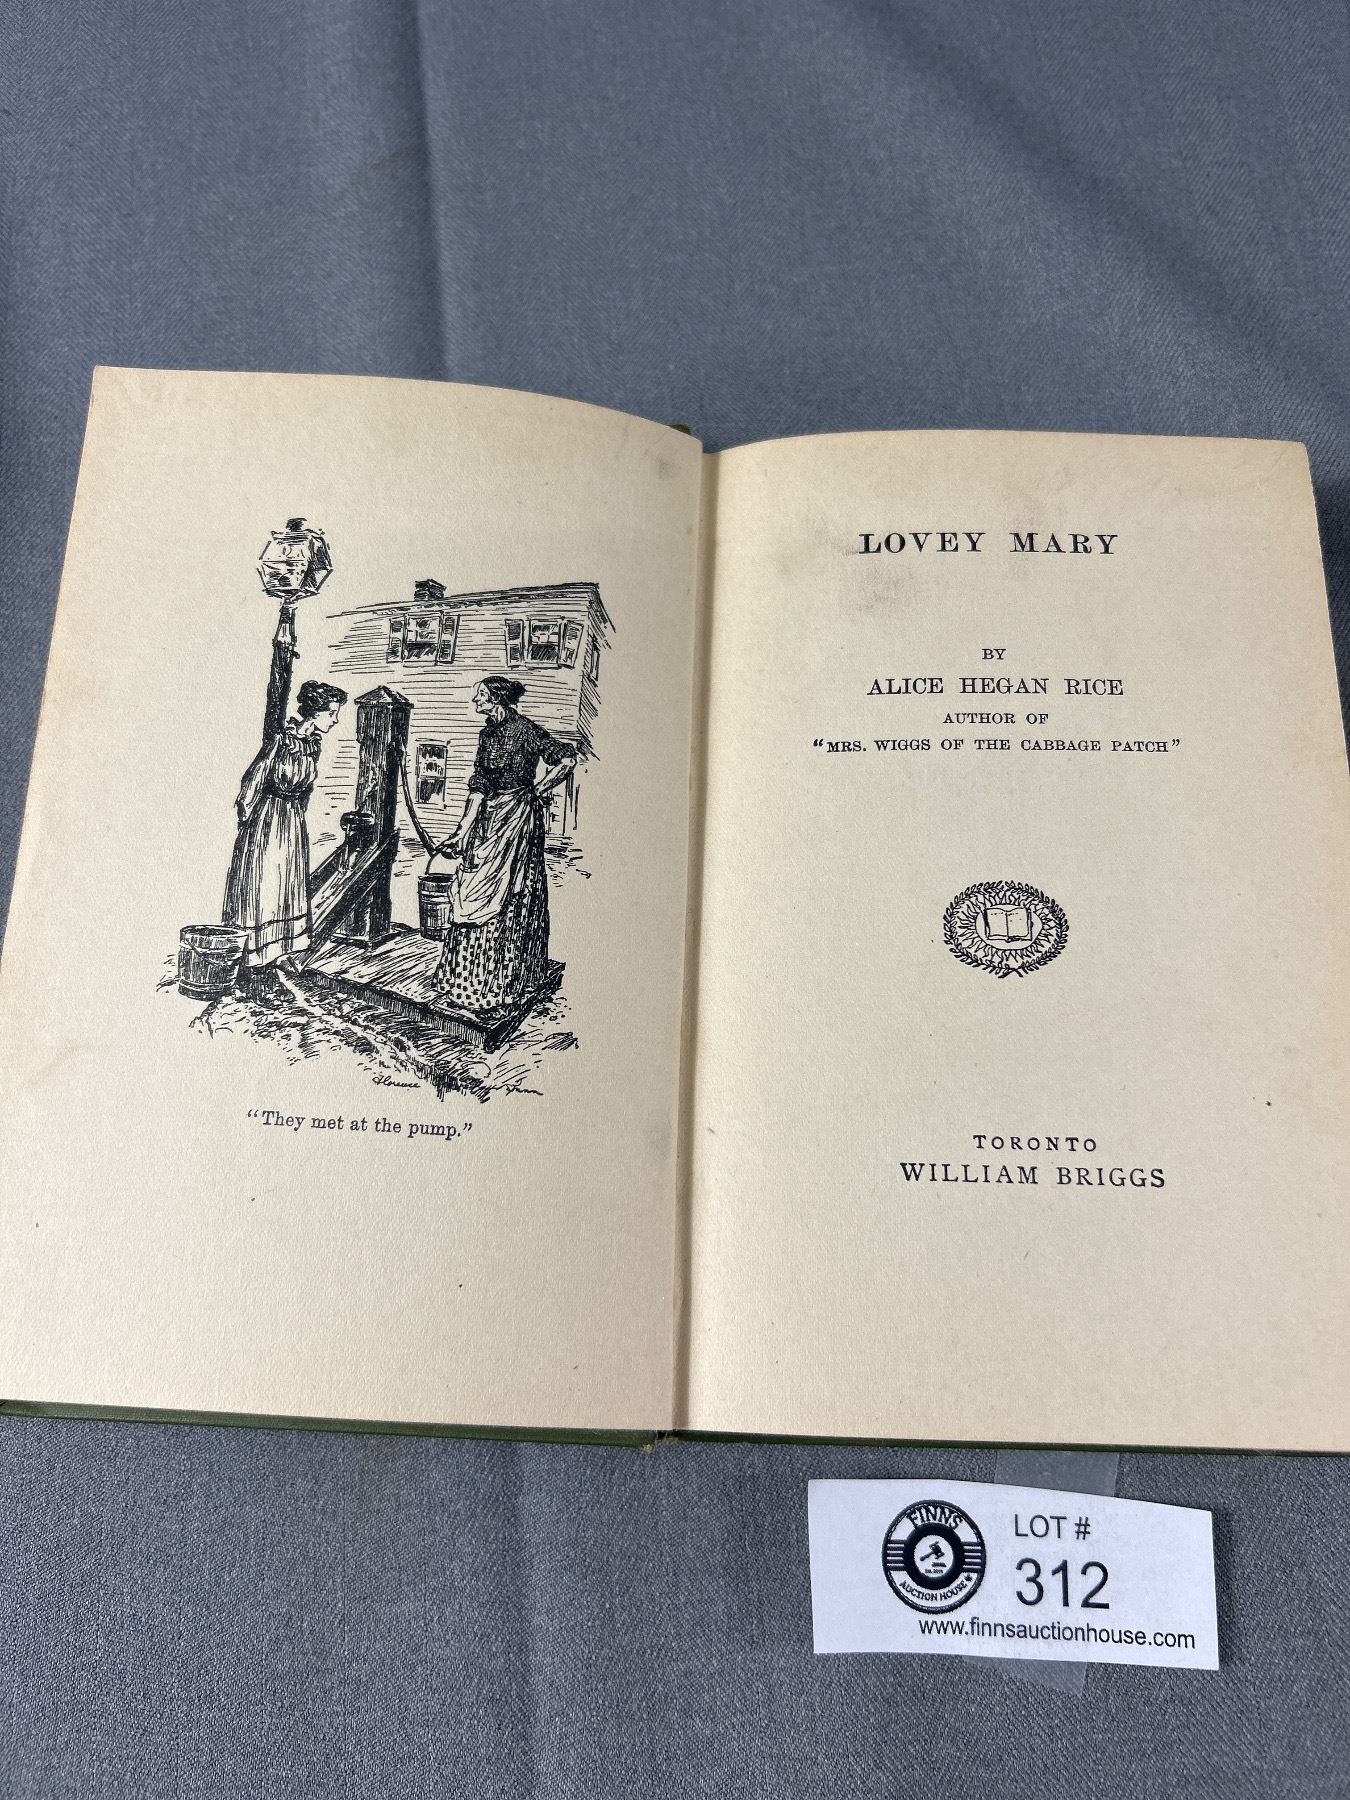 Florence
"They met at the pump."
LOVEY MARY
BY
ALICE HEGAN RICE
AUTHOR OF
"MRS. WIGGS OF THE CABBAGE PATCH"
TORONTO
WILLIAM BRIGGS
FINNS
AUCTION HOUSE
LOT #
312
www.finnsauctionhouse.com